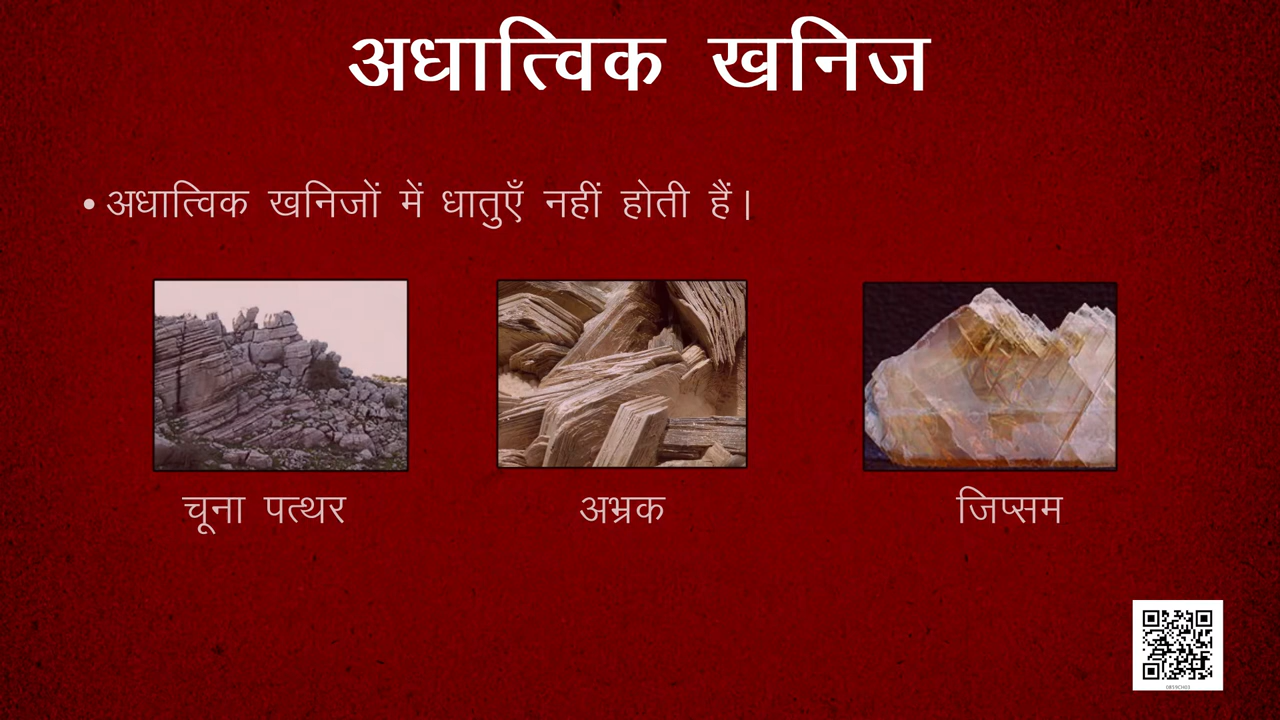 अधात्विक खनिज
• अधात्विक खनिजों में धातुएँ नहीं होती हैं।
चूना पत्थर
अभ्रक
जिप्सम